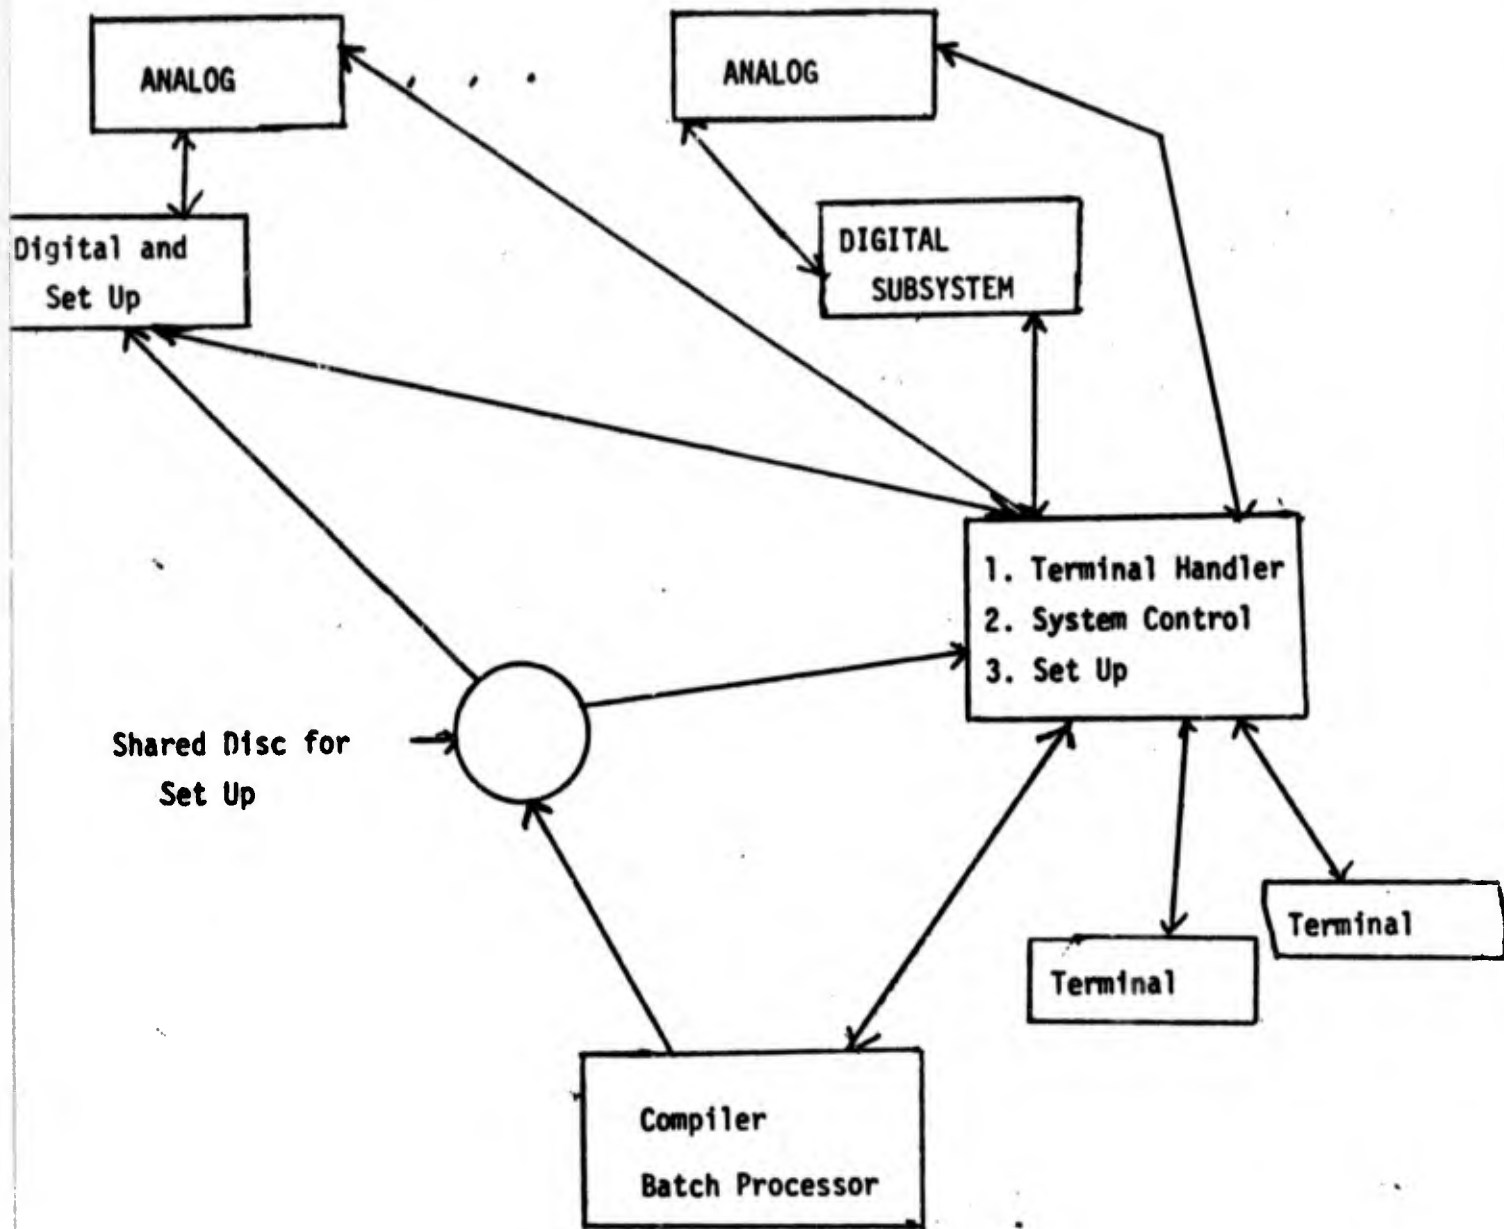 ANALOG
ANALOG
Digital and
Set Up
DIGITAL
SUBSYSTEM
1. Terminal Handler
2. System Control
3. Set Up
Shared Disc for
Set Up
Terminal
Terminal
Compiler
Batch Processor